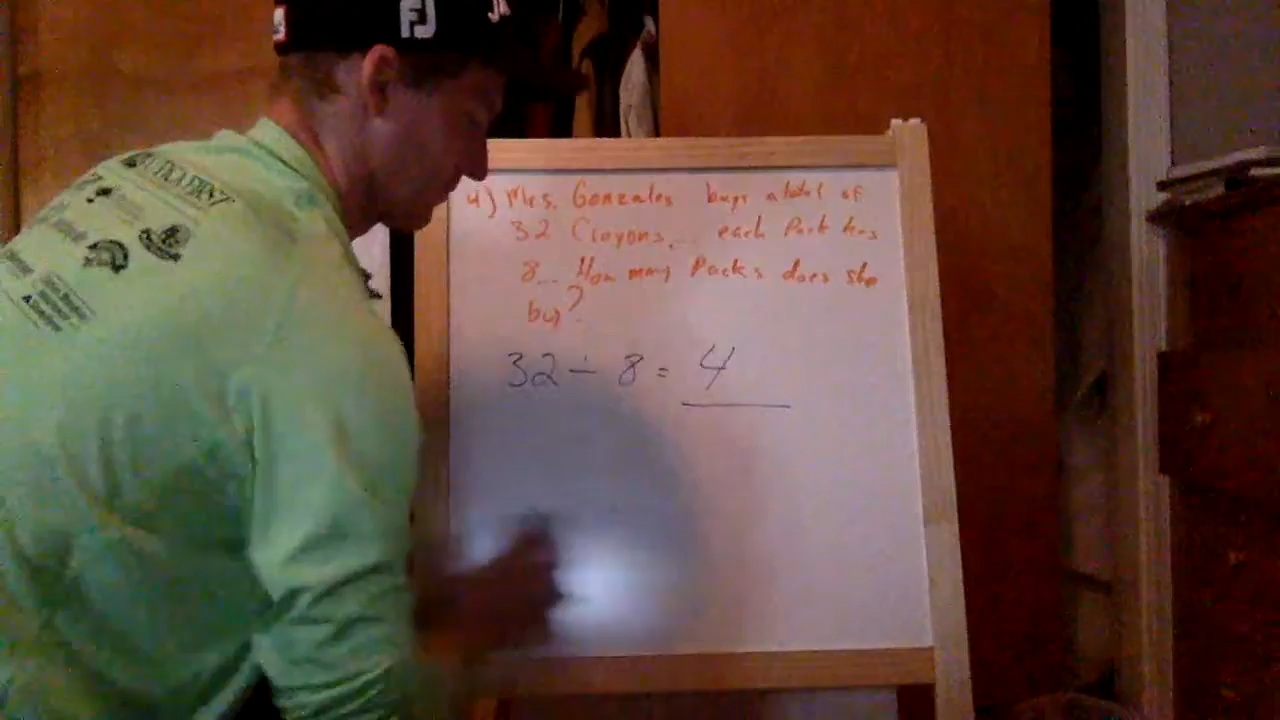 FJ
4) Mrs. Gonzales buys a total of
32 Crayons... each Pack has
8... How many Packs does she
buy?
32 ÷ 8 = 4